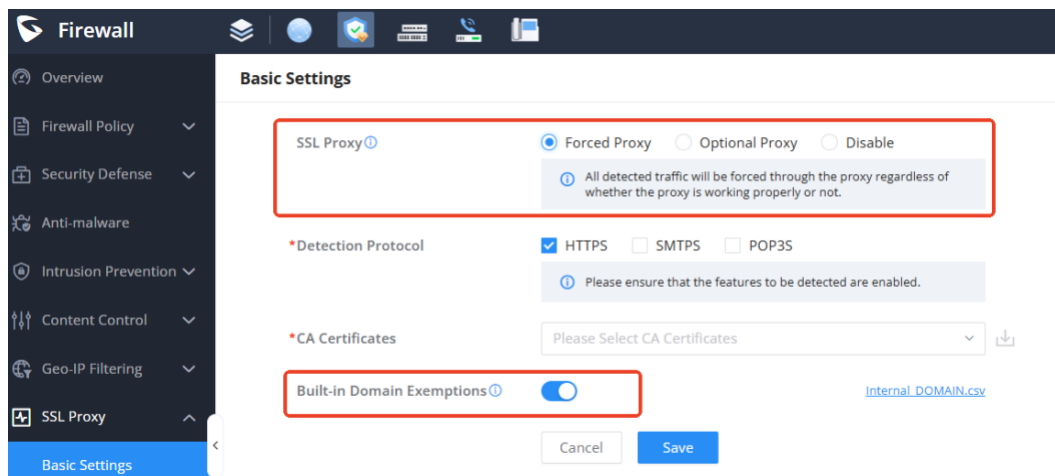 Firewall
Overview
Firewall Policy
Security Defense
Anti-malware
Intrusion Prevention
Content Control
Geo-IP Filtering
SSL Proxy
Basic Settings
Basic Settings
SSL Proxy
Forced Proxy Optional Proxy Disable
All detected traffic will be forced through the proxy regardless of
whether the proxy is working properly or not.
*Detection Protocol
HTTPS SMTPS POP3S
Please ensure that the features to be detected are enabled.
*CA Certificates
Please Select CA Certificates
Built-in Domain Exemptions
Internal_DOMAIN.csv
Cancel Save